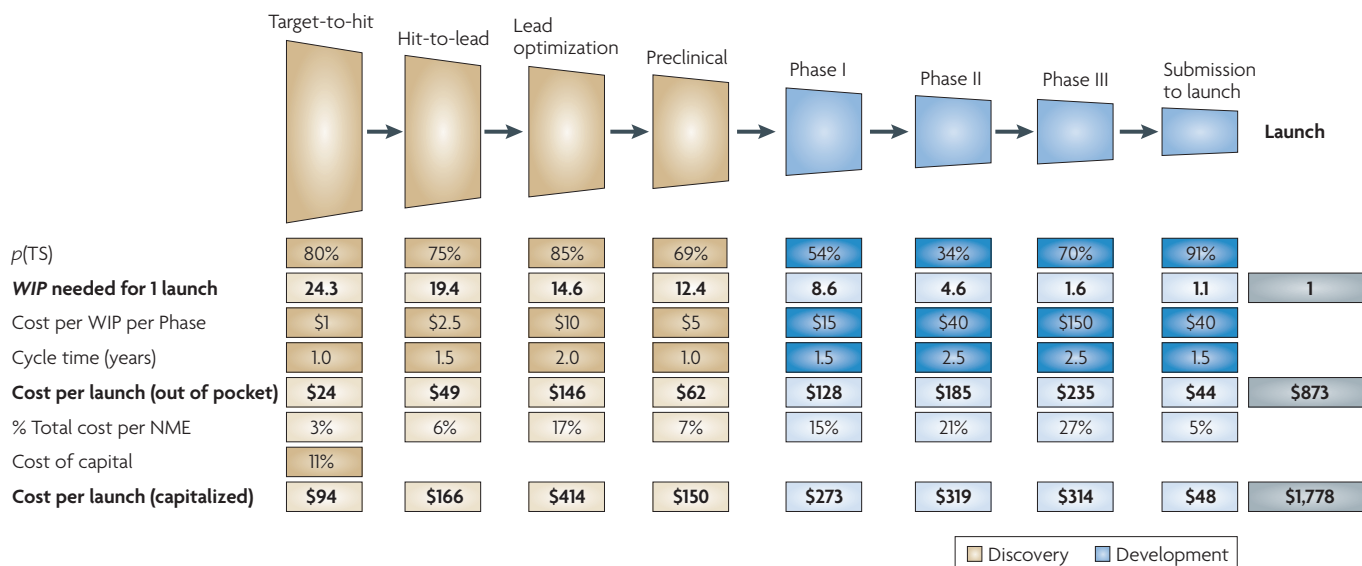 Target-to-hit
Hit-to-lead
Lead
optimization
Preclinical
Phase I
Phase II
Phase III
Submission
to launch
Launch
p(TS) 80% 75% 85% 69% 54% 34% 70% 91%
WIP needed for 1 launch 24.3 19.4 14.6 12.4 8.6 4.6 1.6 1.1 1
Cost per WIP per Phase $1 $2.5 $10 $5 $15 $40 $150 $40
Cycle time (years) 1.0 1.5 2.0 1.0 1.5 2.5 2.5 1.5
Cost per launch (out of pocket) $24 $49 $146 $62 $128 $185 $235 $44 $873
% Total cost per NME 3% 6% 17% 7% 15% 21% 27% 5%
Cost of capital 11%
Cost per launch (capitalized) $94 $166 $414 $150 $273 $319 $314 $48 $1,778
Discovery Development